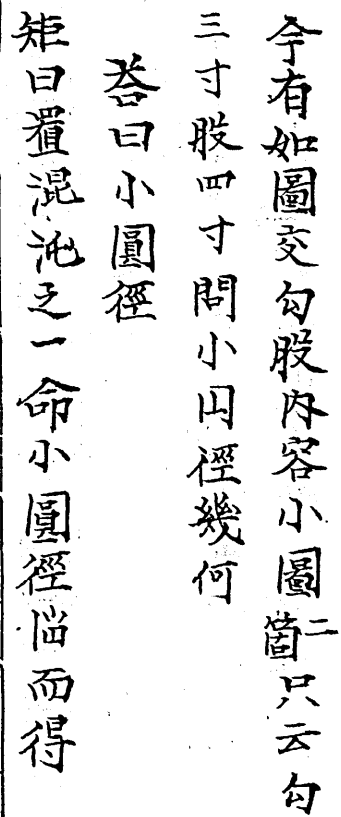 今有如圖交勾股内容小圖二箇只云勾
三寸股四寸問小円徑幾何
荅曰小圓徑
矩曰置混沌之一命小圓徑而得